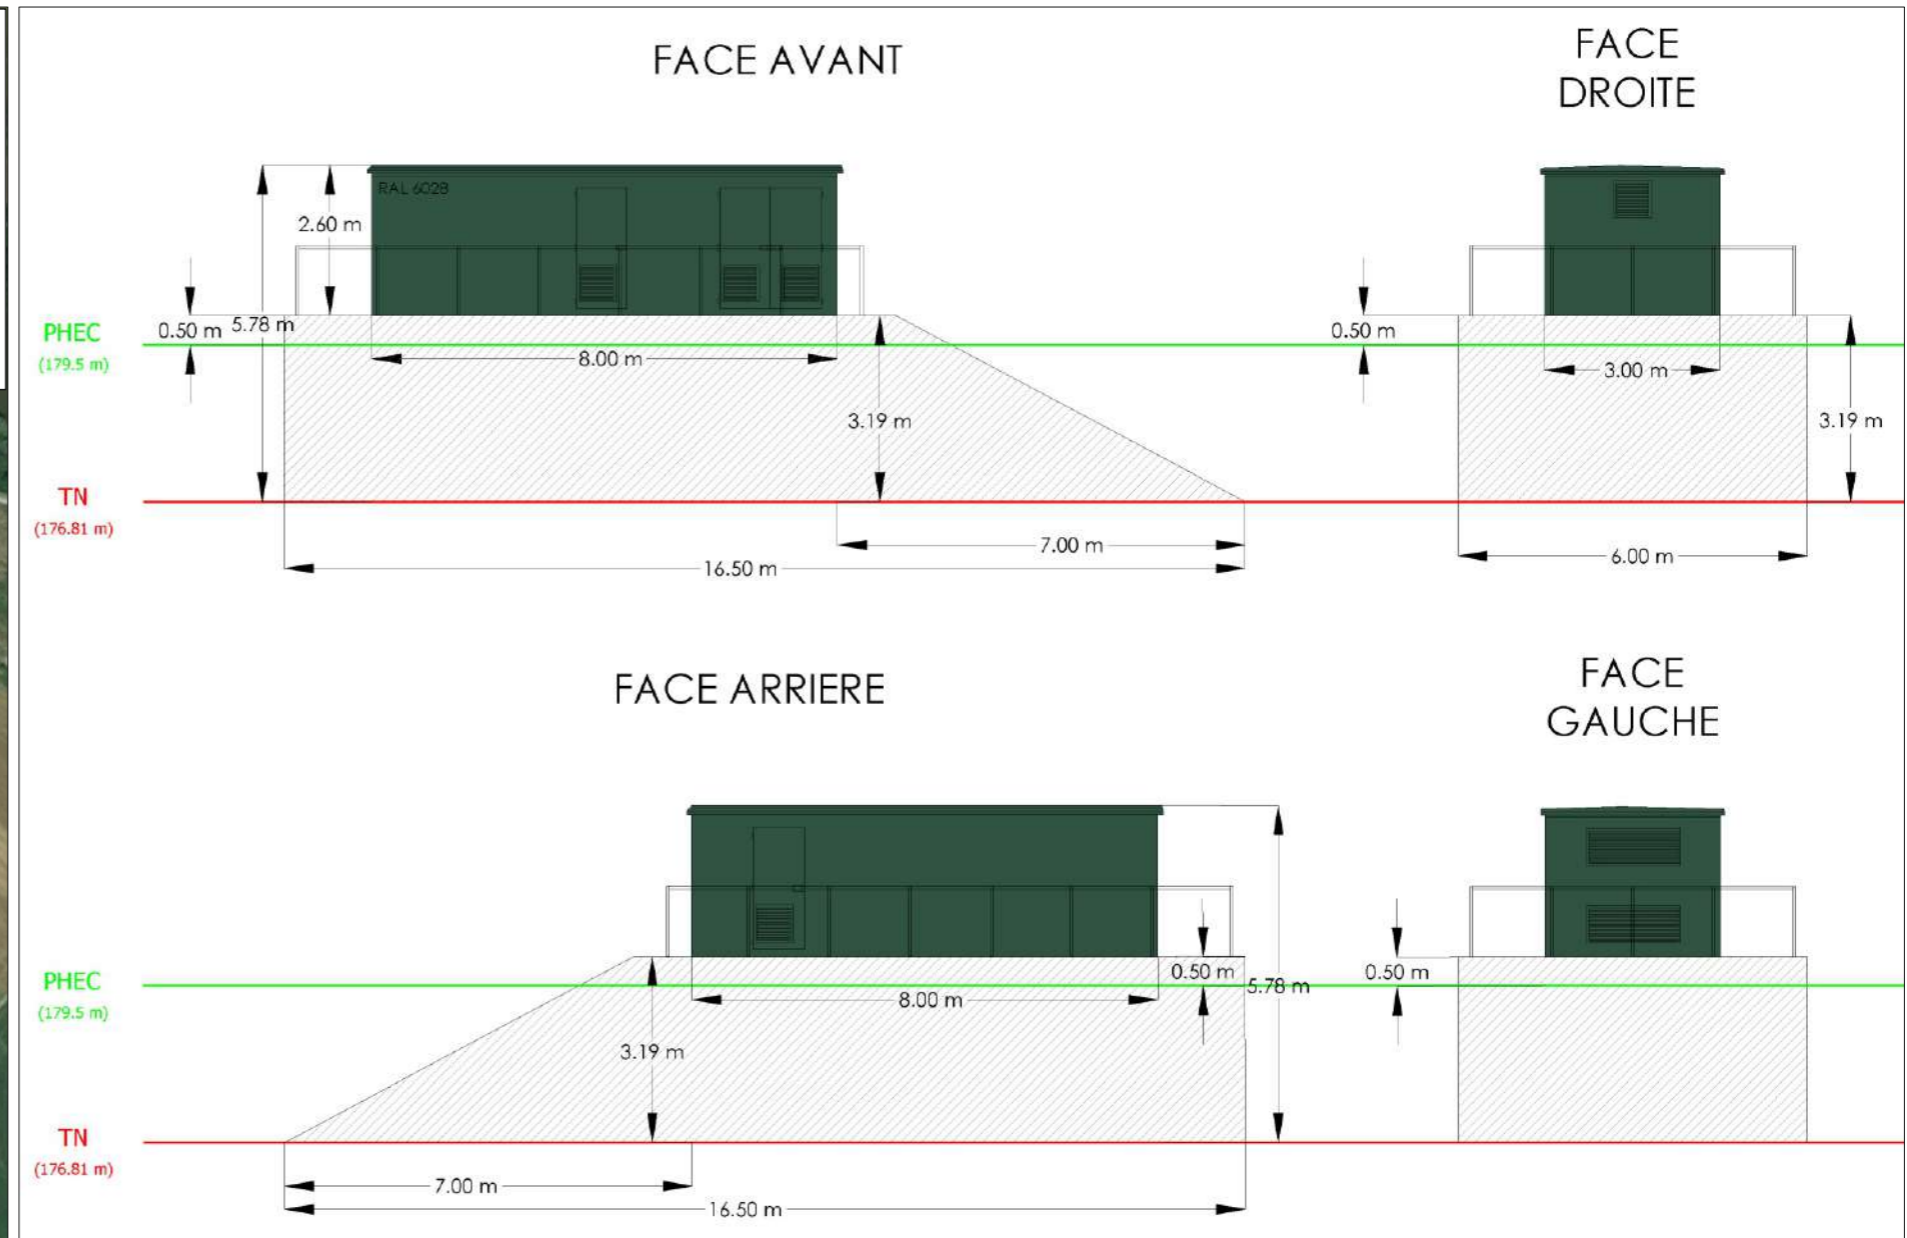 FACE AVANT
FACE
DROITE
RAL 6028
2.60 m
0.50 m
5.78 m
PHEC
(179.5 m)
8.00 m
3.19 m
TN
(176.81 m)
7.00 m
16.50 m
0.50 m
3.00 m
3.19 m
6.00 m
FACE ARRIERE
FACE
GAUCHE
PHEC
(179.5 m)
0.50 m
5.78 m
8.00 m
3.19 m
TN
(176.81 m)
7.00 m
16.50 m
0.50 m